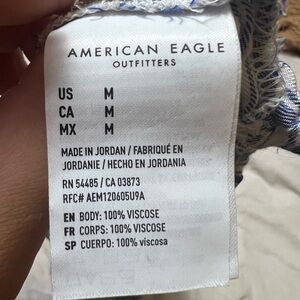 AMERICAN EAGLE
OUTFITTERS
US M
CA M
MX M
MADE IN JORDAN / FABRIQUÉ EN
JORDANIE / HECHO EN JORDANIA
RN 54485 / CA 03873
RFC# AEM120605U9A
EN BODY: 100% VISCOSE
FR CORPS: 100% VISCOSE
SP CUERPO: 100% viscosa